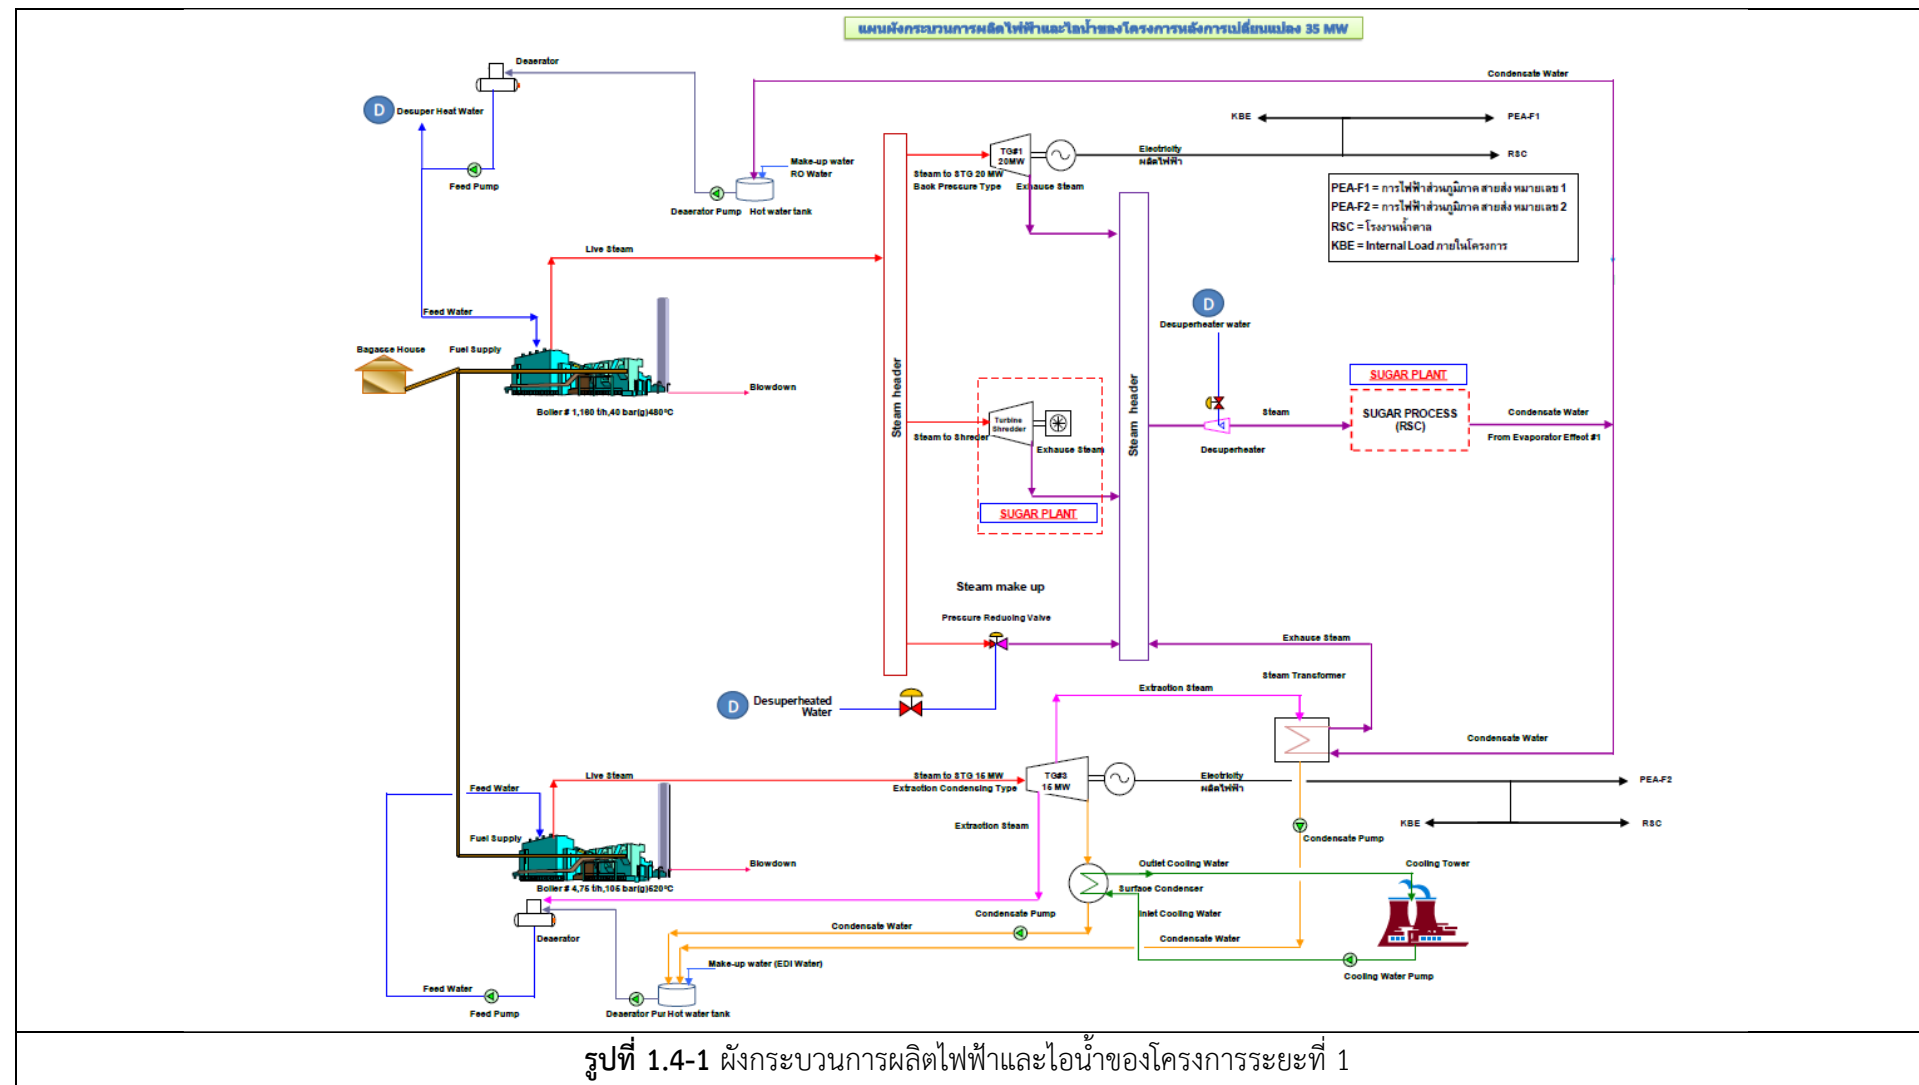 แผนผังกระบวนการผลิตไฟฟ้าและไอน้ำของโครงการหลังการเปลี่ยนแปลง 35 MW
Deaerator
Condensate Water
D
Desuper Heat Water
KBE
PEA-F1
Feed Pump
Make-up water
RO Water
TG#1
20MW
Electricity
ผลิตไฟฟ้า
RSC
Steam to STG 20 MW
Back Pressure Type
Exhause Steam
Deaerator Pump
Hot water tank
PEA-F1 = การไฟฟ้าส่วนภูมิภาค สายส่ง หมายเลข 1
PEA-F2 = การไฟฟ้าส่วนภูมิภาค สายส่ง หมายเลข 2
RSC = โรงงานน้ำตาล
KBE = Internal Load ภายในโครงการ
Live Steam
Feed Water
D
Desuperheater water
Bagasse House
Fuel Supply
Blowdown
Boiler # 1,160 t/h,40 bar(g)480°C
Steam header
Steam header
SUGAR PLANT
Steam to Shreder
Turbine
Shredder
Exhause Steam
SUGAR PLANT
Desuperheater
Steam
SUGAR PROCESS
(RSC)
Condensate Water
From Evaporator Effect #1
Steam make up
Pressure Reducing Valve
Exhause Steam
Steam Transformer
D
Desuperheated
Water
Extraction Steam
Condensate Water
Live Steam
Feed Water
Steam to STG 15 MW
Extraction Condensing Type
TG#3
15 MW
Electricity
ผลิตไฟฟ้า
PEA-F2
Extraction Steam
KBE
RSC
Fuel Supply
Condensate Pump
Blowdown
Outlet Cooling Water
Cooling Tower
Boiler # 4,75 t/h,105 bar(g)520°C
Surface Condenser
Condensate Pump
Inlet Cooling Water
Condensate Water
Deaerator
Condensate Water
Make-up water (EDI Water)
Cooling Water Pump
Feed Water
Feed Pump
Deaerator Pur
Hot water tank
รูปที่ 1.4-1 ผังกระบวนการผลิตไฟฟ้าและไอน้ำของโครงการระยะที่ 1